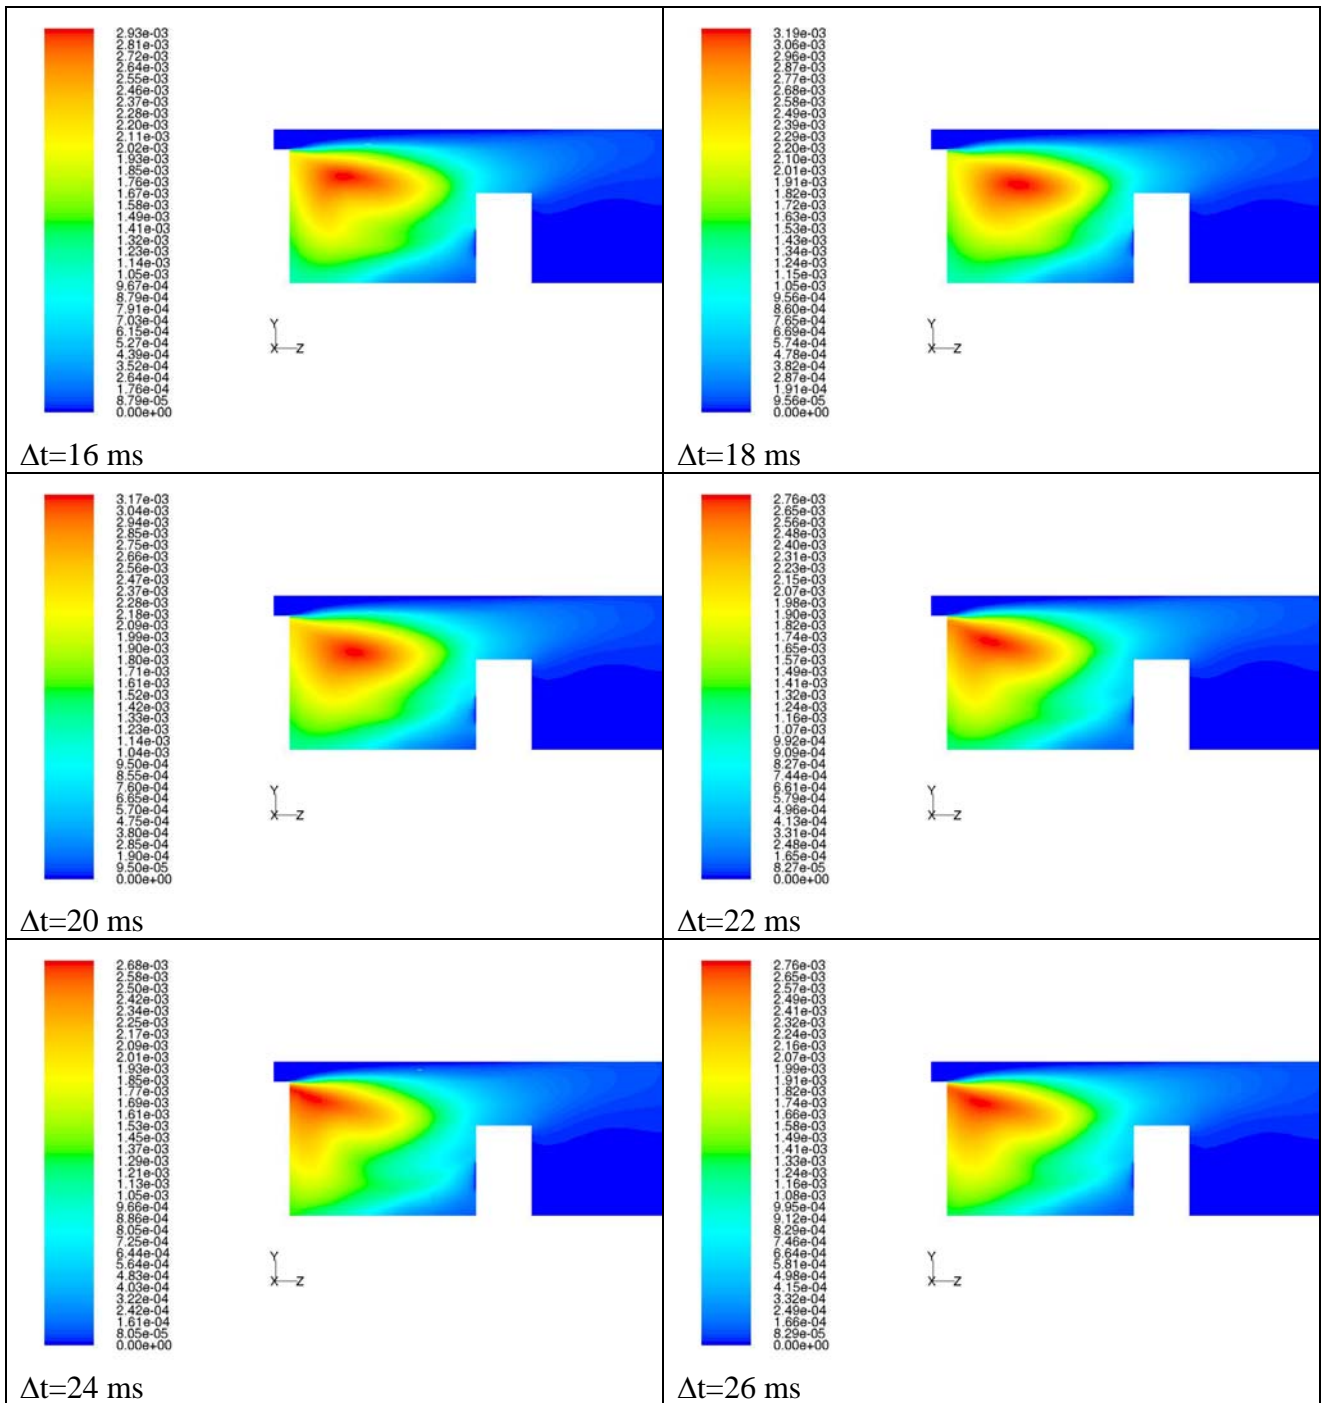 2.93e-03
2.81e-03
2.72e-03
2.64e-03
2.55e-03
2.46e-03
2.37e-03
2.28e-03
2.20e-03
2.11e-03
2.02e-03
1.93e-03
1.85e-03
1.76e-03
1.67e-03
1.58e-03
1.49e-03
1.41e-03
1.32e-03
1.23e-03
1.14e-03
1.05e-03
9.67e-04
8.79e-04
7.91e-04
7.03e-04
6.15e-04
5.27e-04
4.39e-04
3.52e-04
2.64e-04
1.76e-04
8.79e-05
0.00e+00
Y
X Z
Δt=16 ms
3.19e-03
3.06e-03
2.96e-03
2.87e-03
2.77e-03
2.68e-03
2.58e-03
2.49e-03
2.39e-03
2.29e-03
2.20e-03
2.10e-03
2.01e-03
1.91e-03
1.82e-03
1.72e-03
1.63e-03
1.53e-03
1.43e-03
1.34e-03
1.24e-03
1.15e-03
1.05e-03
9.56e-04
8.60e-04
7.65e-04
6.69e-04
5.74e-04
4.78e-04
3.82e-04
2.87e-04
1.91e-04
9.56e-05
0.00e+00
Y
X Z
Δt=18 ms
3.17e-03
3.04e-03
2.94e-03
2.85e-03
2.75e-03
2.66e-03
2.56e-03
2.47e-03
2.37e-03
2.28e-03
2.18e-03
2.09e-03
1.99e-03
1.90e-03
1.80e-03
1.71e-03
1.61e-03
1.52e-03
1.42e-03
1.33e-03
1.23e-03
1.14e-03
1.04e-03
9.50e-04
8.55e-04
7.60e-04
6.65e-04
5.70e-04
4.75e-04
3.80e-04
2.85e-04
1.90e-04
9.50e-05
0.00e+00
Y
X Z
Δt=20 ms
2.76e-03
2.65e-03
2.56e-03
2.48e-03
2.40e-03
2.31e-03
2.23e-03
2.15e-03
2.07e-03
1.98e-03
1.90e-03
1.82e-03
1.74e-03
1.65e-03
1.57e-03
1.49e-03
1.41e-03
1.32e-03
1.24e-03
1.16e-03
1.07e-03
9.92e-04
9.09e-04
8.27e-04
7.44e-04
6.61e-04
5.79e-04
4.96e-04
4.13e-04
3.31e-04
2.48e-04
1.65e-04
8.27e-05
0.00e+00
Y
X Z
Δt=22 ms
2.68e-03
2.58e-03
2.50e-03
2.42e-03
2.34e-03
2.25e-03
2.17e-03
2.09e-03
2.01e-03
1.93e-03
1.85e-03
1.77e-03
1.69e-03
1.61e-03
1.53e-03
1.45e-03
1.37e-03
1.29e-03
1.21e-03
1.13e-03
1.05e-03
9.66e-04
8.86e-04
8.05e-04
7.25e-04
6.44e-04
5.64e-04
4.83e-04
4.03e-04
3.22e-04
2.42e-04
1.61e-04
8.05e-05
0.00e+00
Y
X Z
Δt=24 ms
2.76e-03
2.65e-03
2.57e-03
2.49e-03
2.41e-03
2.32e-03
2.24e-03
2.16e-03
2.07e-03
1.99e-03
1.91e-03
1.82e-03
1.74e-03
1.66e-03
1.58e-03
1.49e-03
1.41e-03
1.33e-03
1.24e-03
1.16e-03
1.08e-03
9.95e-04
9.12e-04
8.29e-04
7.46e-04
6.64e-04
5.81e-04
4.98e-04
4.15e-04
3.32e-04
2.49e-04
1.66e-04
8.29e-05
0.00e+00
Y
X Z
Δt=26 ms